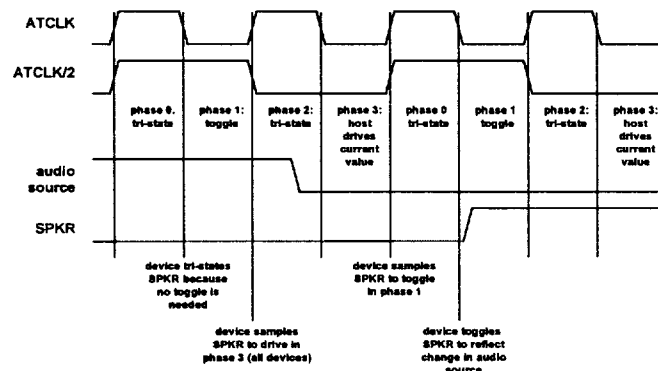 ATCLK
ATCLK/2
phase 0.
tri-state
phase 1:
toggle
phase 2:
tri-state
phase 3:
host
drives
current
value
phase 0
tri-state
phase 1
toggle
phase 2:
tri-state
phase 3:
host
drives
current
value
audio
source
SPKR
device tri-states
SPKR because
no toggle is
needed
device samples
SPKR to toggle
in phase 1
device samples
SPKR to drive in
phase 3 (all devices)
device toggles
SPKR to reflect
change in audio
source